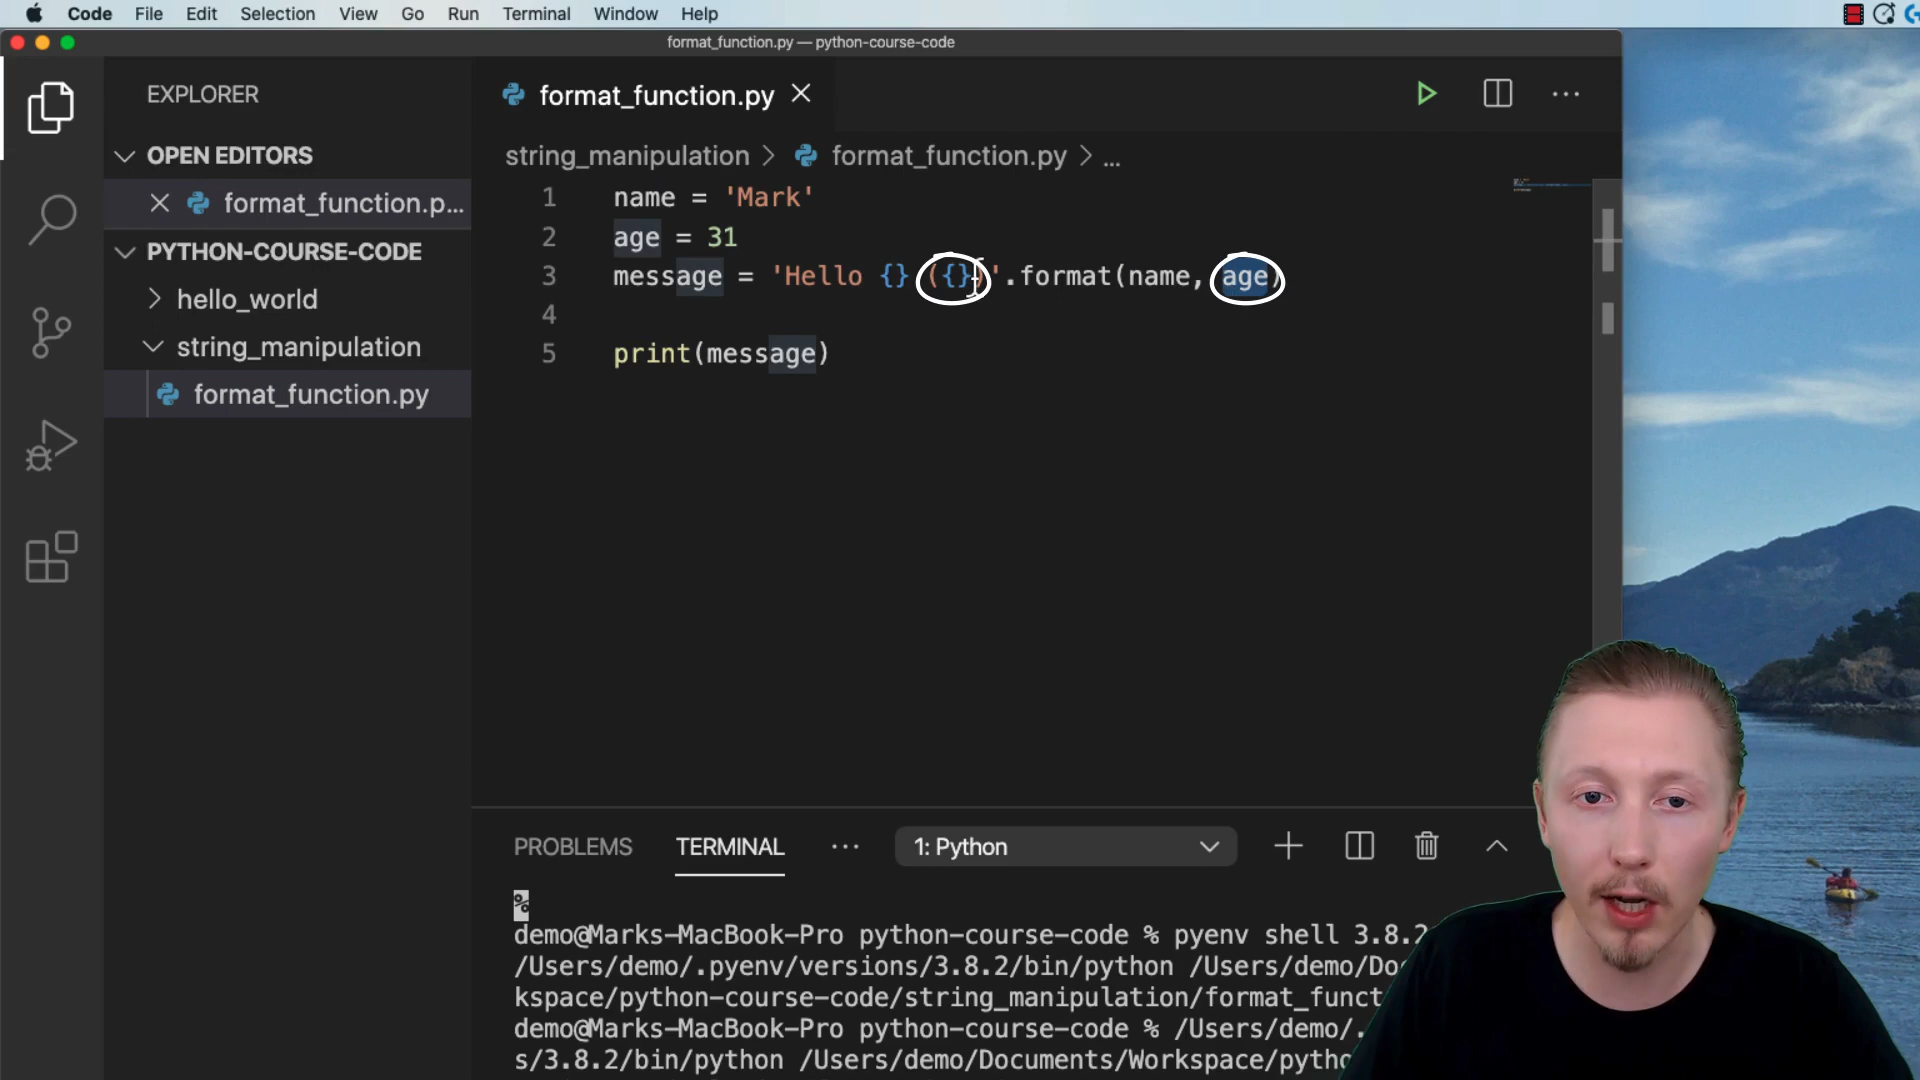 Code File Edit Selection View Go Run Terminal Window Help
format_function.py — python-course-code
EXPLORER
OPEN EDITORS
format_function.p...
PYTHON-COURSE-CODE
hello_world
string_manipulation
format_function.py
format_function.py
string_manipulation > format_function.py > ...
1 name = 'Mark'
2 age = 31
3 message = 'Hello {} ({})'.format(name, age)
4
5 print(message)
PROBLEMS TERMINAL ... 1: Python
%
demo@Marks-MacBook-Pro python-course-code % pyenv shell 3.8.2
/Users/demo/.pyenv/versions/3.8.2/bin/python /Users/demo/Do
kspace/python-course-code/string_manipulation/format_funct
demo@Marks-MacBook-Pro python-course-code % /Users/demo/.
s/3.8.2/bin/python /Users/demo/Documents/Workspace/pytho